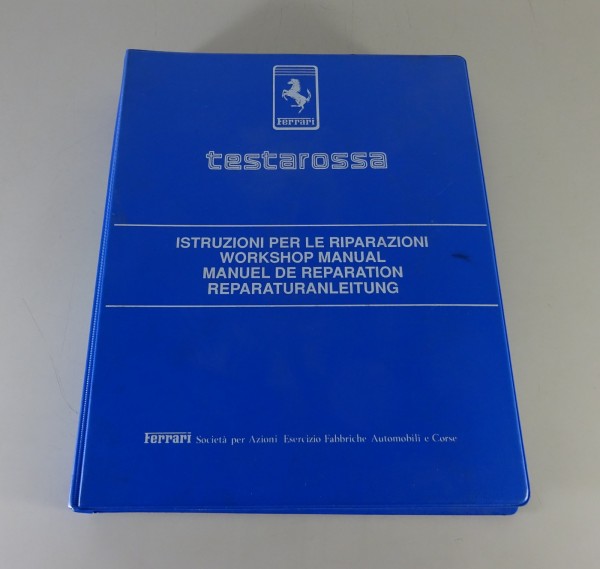 Ferrari
testarossa
ISTRUZIONI PER LE RIPARAZIONI
WORKSHOP MANUAL
MANUEL DE REPARATION
REPARATURANLEITUNG
Ferrari Società per Azioni Esercizio Fabbriche Automobili e Corse